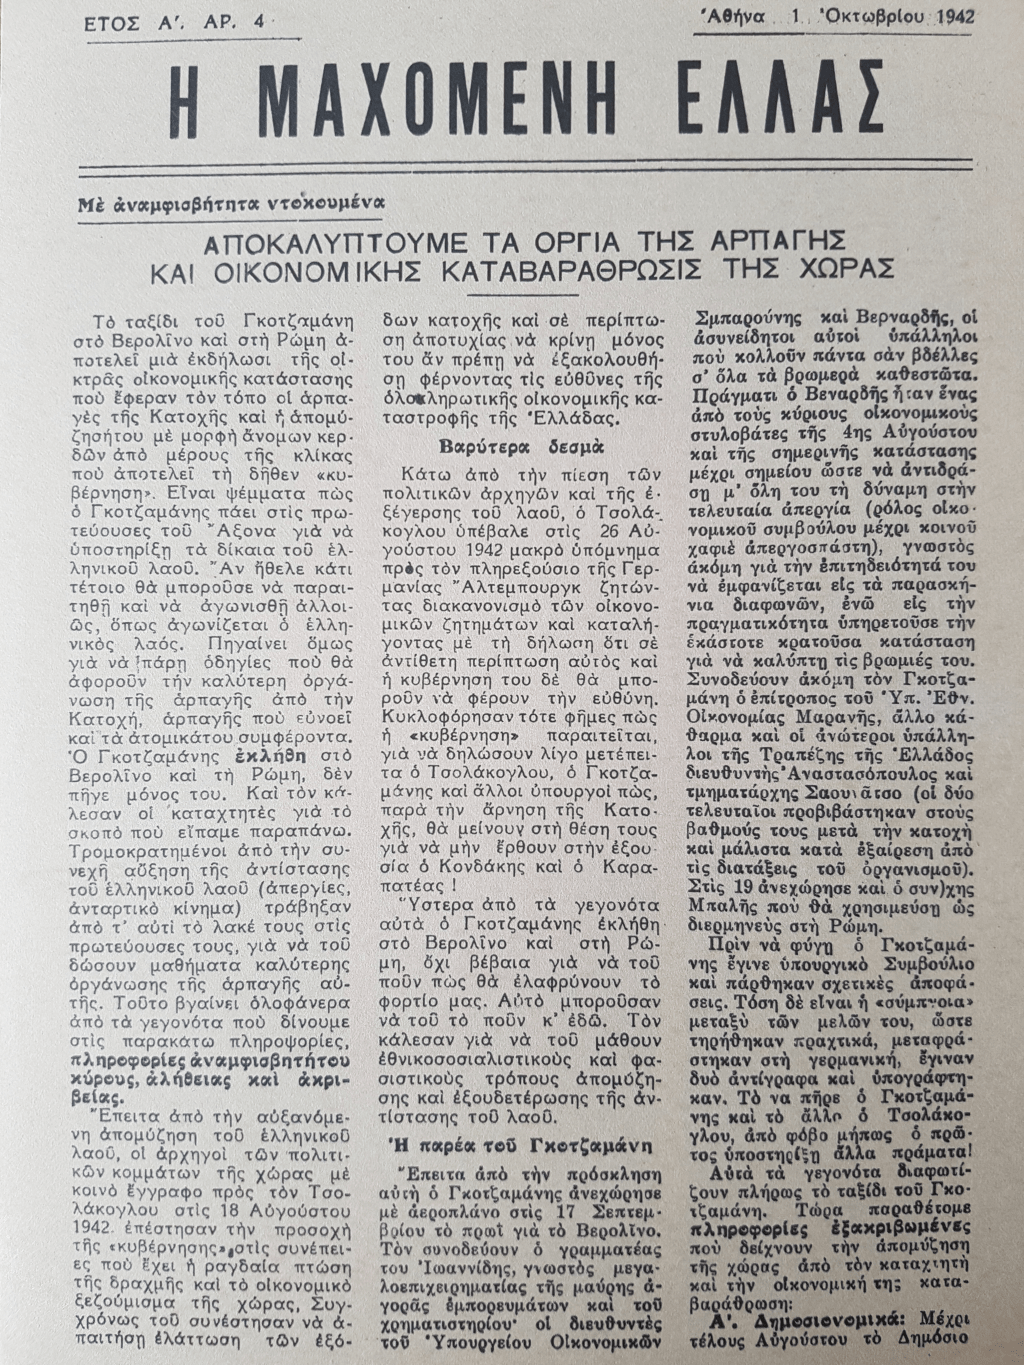 ΕΤΟΣ Α΄. ΑΡ. 4
Ἀθήνα 1 Ὀκτωβρίου 1942
Η ΜΑΧΟΜΕΝΗ ΕΛΛΑΣ
Μὲ ἀναμφισβήτητα ντοκουμένα
ΑΠΟΚΑΛΥΠΤΟΥΜΕ ΤΑ ΟΡΓΙΑ ΤΗΣ ΑΡΠΑΓΗΣ
ΚΑΙ ΟΙΚΟΝΟΜΙΚΗΣ ΚΑΤΑΒΑΡΑΘΡΩΣΙΣ ΤΗΣ ΧΩΡΑΣ
Τὸ ταξίδι τοῦ Γκοτζαμάνη
στὸ Βερολῖνο καὶ στὴ Ρώμη ἀ-
ποτελεῖ μιὰ ἐκδήλωσι τῆς οἰ-
κτρᾶς οἰκονομικῆς κατάστασης
ποὺ ἔφεραν τὸν τόπο οἱ ἁρπα-
γὲς τῆς Κατοχῆς καὶ ἡ ἀπομύ-
ζησήτου μὲ μορφὴ ἄνομων κερ-
δῶν ἀπὸ μέρους τῆς κλίκας
ποὺ ἀποτελεῖ τὴ δῆθεν «κυ-
βέρνηση». Εἶναι ψέμματα πὼς
ὁ Γκοτζαμάνης πάει στὶς πρω-
τεύουσες τοῦ Ἄξονα γιὰ νὰ
ὑποστηρίξη τὰ δίκαια τοῦ ἑλ-
ληνικοῦ λαοῦ. Ἂν ἤθελε κάτι
τέτοιο θὰ μποροῦσε νὰ παραι-
τηθῆ καὶ νὰ ἀγωνισθῆ ἀλλοι-
ῶς, ὅπως ἀγωνίζεται ὁ ἑλλη-
νικὸς λαός. Πηγαίνει ὅμως
γιὰ νὰ πάρη ὁδηγίες ποὺ θὰ
ἀφοροῦν τὴν καλύτερη ὀργά-
νωση τῆς ἁρπαγῆς ἀπὸ τὴν
Κατοχή, ἁρπαγῆς ποὺ εὐνοεῖ
καὶ τὰ ἀτομικάτου συμφέροντα.
Ὁ Γκοτζαμάνης ἐκλήθη στὸ
Βερολῖνο καὶ τὴ Ρώμη, δὲν
πῆγε μόνος του. Καὶ τὸν κά-
λεσαν οἱ καταχτητὲς γιὰ τὸ
σκοπὸ ποὺ εἴπαμε παραπάνω.
Τρομοκρατημένοι ἀπὸ τὴν συ-
νεχῆ αὔξηση τῆς ἀντίστασης
τοῦ ἑλληνικοῦ λαοῦ (ἀπεργίες,
ἀνταρτικὸ κίνημα) τράβηξαν
ἀπὸ τ' αὐτὶ τὸ λακέ τους στὶς
πρωτεύουσες τους, γιὰ νὰ τοῦ
δώσουν μαθήματα καλύτερης
ὀργάνωσης τῆς ἁρπαγῆς αὐ-
τῆς. Τοῦτο βγαίνει ὁλοφάνερα
ἀπὸ τὰ γεγονότα ποὺ δίνουμε
στὶς παρακάτω πληροφορίες,
πληροφορίες ἀναμφισβητήτου
κύρους, ἀλήθειας καὶ ἀκρι-
βείας.
Ἔπειτα ἀπὸ τὴν αὐξανόμε-
νη ἀπομύζηση τοῦ ἑλληνικοῦ
λαοῦ, οἱ ἀρχηγοὶ τῶν πολιτι-
κῶν κομμάτων τῆς χώρας μὲ
κοινὸ ἔγγραφο πρὸς τὸν Τσο-
λάκογλου στὶς 18 Αὐγούστου
1942 ἐπέστησαν τὴν προσοχὴ
τῆς «κυβέρνησης» στὶς συνέπει-
ες ποὺ ἔχει ἡ ραγδαία πτώση
τῆς δραχμῆς καὶ τὸ οἰκονομικὸ
ξεζούμισμα τῆς χώρας, Συγ-
χρόνως τοῦ συνέστησαν νὰ ἀ-
παιτήση ἐλάττωση τῶν ἐξό-
δων κατοχῆς καὶ σὲ περίπτω-
ση ἀποτυχίας νὰ κρίνη μόνος
του ἂν πρέπη νὰ ἐξακολουθή-
ση φέρνοντας τὶς εὐθῦνες τῆς
ὁλοκληρωτικῆς οἰκονομικῆς κα-
ταστροφῆς τῆς Ἑλλάδας.
Βαρύτερα δεσμὰ
Κάτω ἀπὸ τὴν πίεση τῶν
πολιτικῶν ἀρχηγῶν καὶ τῆς ἐ-
ξέγερσης τοῦ λαοῦ, ὁ Τσολά-
κογλου ὑπέβαλε στὶς 26 Αὐ-
γούστου 1942 μακρὸ ὑπόμνημα
πρὸς τὸν πληρεξούσιο τῆς Γερ-
μανίας Ἄλτεμπουργκ ζητών-
τας διακανονισμὸ τῶν οἰκονο-
μικῶν ζητημάτων καὶ καταλή-
γοντας μὲ τὴ δήλωση ὅτι σὲ
ἀντίθετη περίπτωση αὐτὸς καὶ
ἡ κυβέρνηση του δὲ θὰ μπο-
ροῦν νὰ φέρουν τὴν εὐθύνη.
Κυκλοφόρησαν τότε φῆμες πὼς
ἡ «κυβέρνηση» παραιτεῖται,
γιὰ νὰ δηλώσουν λίγο μετέπει-
τα ὁ Τσολάκογλου, ὁ Γκοτζα-
μάνης καὶ ἄλλοι ὑπουργοὶ πὼς,
παρὰ τὴν ἄρνηση τῆς Κατο-
χῆς, θὰ μείνουν στὴ θέση τους
γιὰ νὰ μὴν ἔρθουν στὴν ἐξου-
σία ὁ Κονδάκης καὶ ὁ Καρα-
πατέας !
Ὕστερα ἀπὸ τὰ γεγονότα
αὐτὰ ὁ Γκοτζαμάνης ἐκλήθη
στὸ Βερολῖνο καὶ στὴ Ρώ-
μη, ὄχι βέβαια γιὰ νὰ τοῦ
ποῦν πὼς θὰ ἐλαφρύνουν τὸ
φορτίο μας. Αὐτὸ μποροῦσαν
νὰ τοῦ τὸ ποῦν κ' ἐδῶ. Τὸν
κάλεσαν γιὰ νὰ τοῦ μάθουν
ἐθνικοσοσιαλιστικοὺς καὶ φα-
σιστικοὺς τρόπους ἀπομύζη-
σης καὶ ἐξουδετέρωσης τῆς ἀν-
τίστασης τοῦ λαοῦ.
Ἡ παρέα τοῦ Γκοτζαμάνη
Ἔπειτα ἀπὸ τὴν πρόσκληση
αὐτὴ ὁ Γκοτζαμάνης ἀνεχώρησε
μὲ ἀεροπλάνο στὶς 17 Σεπτεμ-
βρίου τὸ πρωῒ γιὰ τὸ Βερολῖνο.
Τὸν συνοδεύουν ὁ γραμματέας
του Ἰωαννίδης, γνωστὸς μεγα-
λοεπιχειρηματίας τῆς μαύρης ἀ-
γορᾶς ἐμπορευμάτων καὶ τοῦ
χρηματιστηρίου· οἱ διευθυντὲς
τοῦ Ὑπουργείου Οἰκονομικῶν
Σμπαρούνης καὶ Βερναρδῆς, οἱ
ἀσυνείδητοι αὐτοὶ ὑπάλληλοι
ποὺ κολλοῦν πάντα σὰν βδέλλες
σ' ὅλα τὰ βρωμερὰ καθεστῶτα.
Πράγματι ὁ Βεναρδῆς ἦταν ἕνας
ἀπὸ τοὺς κύριους οἰκονομικοὺς
στυλοβάτες τῆς 4ης Αὐγούστου
καὶ τῆς σημερινῆς κατάστασης
μέχρι σημείου ὥστε νὰ ἀντιδρά-
ση μ' ὅλη του τὴ δύναμη στὴν
τελευταία ἀπεργία (ρόλος οἰκο-
νομικοῦ συμβούλου μέχρι κοινοῦ
χαφιὲ ἀπεργοσπάστη), γνωστὸς
ἀκόμη γιὰ τὴν ἐπιτηδειότητά του
νὰ ἐμφανίζεται εἰς τὰ παρασκή-
νια διαφωνῶν, ἐνῶ εἰς τὴν
πραγματικότητα ὑπηρετοῦσε τὴν
ἑκάστοτε κρατοῦσα κατάσταση
γιὰ νὰ καλύπτη τὶς βρωμιές του.
Συνοδεύουν ἀκόμη τὸν Γκοτζα-
μάνη ὁ ἐπίτροπος τοῦ Ὑπ. Ἐθν.
Οἰκονομίας Μαρανῆς, ἄλλο κά-
θαρμα καὶ οἱ ἀνώτεροι ὑπάλλη-
λοι τῆς Τραπέζης τῆς Ἑλλάδος
διευθυντὴς Ἀναστασόπουλος καὶ
τμηματάρχης Σαουνᾶτσο (οἱ δύο
τελευταῖοι προβιβάστηκαν στοὺς
βαθμούς τους μετὰ τὴν κατοχὴ
καὶ μάλιστα κατὰ ἐξαίρεση ἀπὸ
τὶς διατάξεις τοῦ ὀργανισμοῦ).
Στὶς 19 ἀνεχώρησε καὶ ὁ συν)χης
Μπαλῆς ποὺ θὰ χρησιμεύση ὡς
διερμηνεὺς στὴ Ρώμη.
Πρὶν νὰ φύγη ὁ Γκοτζαμά-
νης ἔγινε ὑπουργικὸ Συμβούλιο
καὶ πάρθηκαν σχετικὲς ἀποφά-
σεις. Τόση δὲ εἶναι ἡ «σύμπνοια»
μεταξὺ τῶν μελῶν του, ὥστε
τηρήθηκαν πραχτικά, μεταφρά-
στηκαν στὴ γερμανική, ἔγιναν
δυὸ ἀντίγραφα καὶ ὑπογράφτη-
καν. Τὸ να πῆρε ὁ Γκοτζαμά-
νης καὶ τὸ ἄλλο ὁ Τσολάκο-
γλου, ἀπὸ φόβο μήπως ὁ πρῶ-
τος ὑποστηρίξη ἄλλα πράματα!
Αὐτὰ τὰ γεγονότα διαφωτί-
ζουν πλήρως τὸ ταξίδι τοῦ Γκο-
τζαμάνη. Τώρα παραθέτομε
πληροφορίες ἐξακριβωμένες
ποὺ δείχνουν τὴν ἀπομύζηση
τῆς χώρας ἀπὸ τὸν καταχτητὴ
καὶ τὴν οἰκονομική της κατα-
βαράθρωση:
Α'. Δημοσιονομικά: Μέχρι
τέλους Αὐγούστου τὸ Δημόσιο